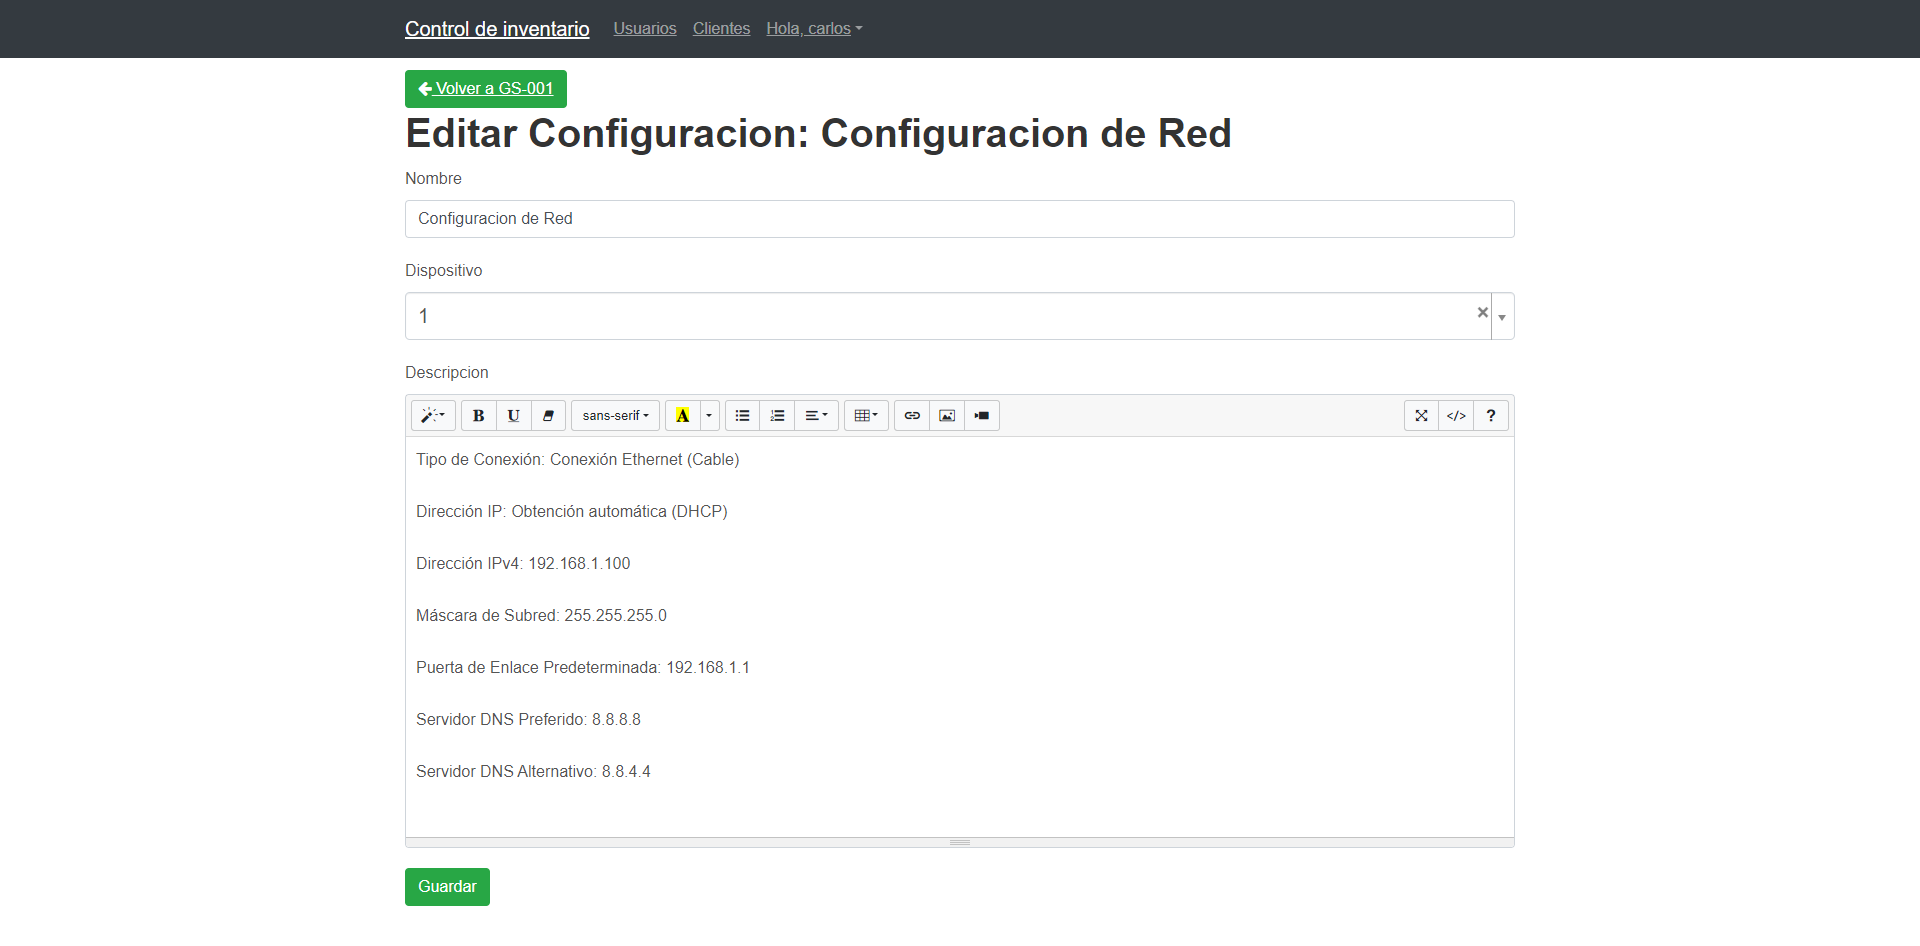 Control de inventario Usuarios Clientes Hola, carlos
Volver a GS-001
Editar Configuracion: Configuracion de Red
Nombre
Configuracion de Red
Dispositivo
1 ×
Descripcion
B U sans-serif A </> ?
Tipo de Conexión: Conexión Ethernet (Cable)
Dirección IP: Obtención automática (DHCP)
Dirección IPv4: 192.168.1.100
Máscara de Subred: 255.255.255.0
Puerta de Enlace Predeterminada: 192.168.1.1
Servidor DNS Preferido: 8.8.8.8
Servidor DNS Alternativo: 8.8.4.4
Guardar